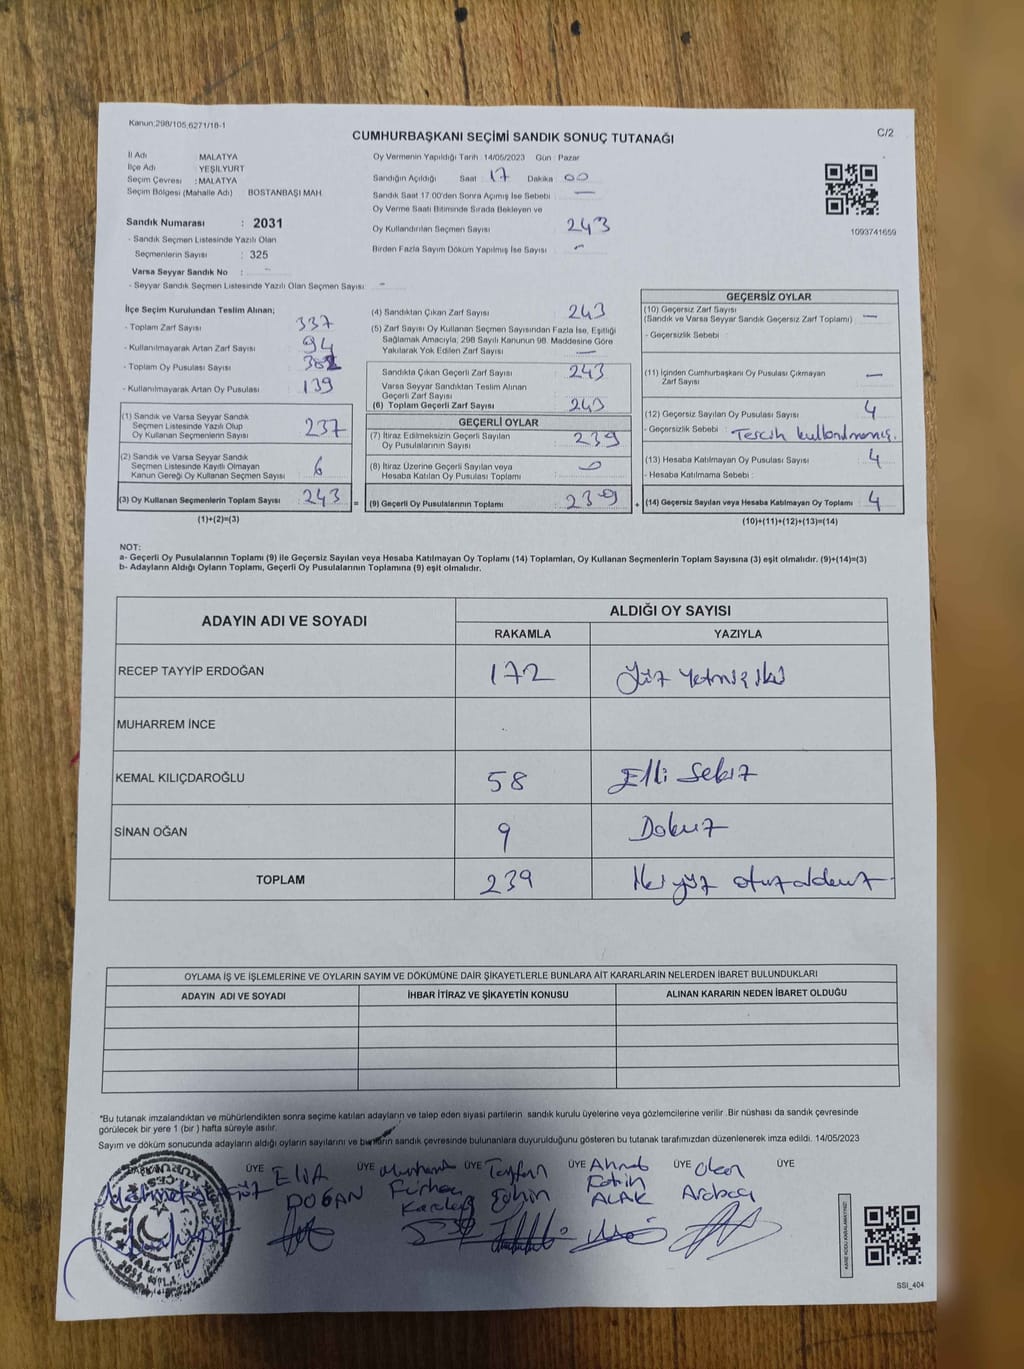 Kanun:298/105,6271/18-1
C/2
CUMHURBAŞKANI SEÇİMİ SANDIK SONUÇ TUTANAĞI
İl Adı MALATYA
İlçe Adı : YEŞİLYURT
Seçim Çevresi : MALATYA
Seçim Bölgesi (Mahalle Adı) BOSTANBAŞI MAH.
Sandık Numarası : 2031
- Sandık Seçmen Listesinde Yazılı Olan
Seçmenlerin Sayısı : 325
Varsa Seyyar Sandık No : -
- Seyyar Sandık Seçmen Listesinde Yazılı Olan Seçmen Sayısı : -
Oy Vermenin Yapıldığı Tarih : 14/05/2023 Gün : Pazar
Sandığın Açıldığı Saat : 17 Dakika : 00
Sandık Saat 17:00'den Sonra Açılmış İse Sebebi : —
Oy Verme Saati Bitiminde Sırada Bekleyen ve
Oy Kullandırılan Seçmen Sayısı : 243
Birden Fazla Sayım Döküm Yapılmış İse Sayısı : -
1093741659
İlçe Seçim Kurulundan Teslim Alınan;
- Toplam Zarf Sayısı : 337
- Kullanılmayarak Artan Zarf Sayısı : 94
- Toplam Oy Pusulası Sayısı :
- Kullanılmayarak Artan Oy Pusulası : 139
(1) Sandık ve Varsa Seyyar Sandık
Seçmen Listesinde Yazılı Olup
Oy Kullanan Seçmenlerin Sayısı : 237
(2) Sandık ve Varsa Seyyar Sandık
Seçmen Listesinde Kayıtlı Olmayan
Kanun Gereği Oy Kullanan Seçmen Sayısı : 6
(3) Oy Kullanan Seçmenlerin Toplam Sayısı : 243
(1)+(2)=(3)
(4) Sandıktan Çıkan Zarf Sayısı : 243
(5) Zarf Sayısı Oy Kullanan Seçmen Sayısından Fazla İse, Eşitliği
Sağlamak Amacıyla; 298 Sayılı Kanunun 98. Maddesine Göre
Yakılarak Yok Edilen Zarf Sayısı : —
Sandıkta Çıkan Geçerli Zarf Sayısı : 243
Varsa Seyyar Sandıktan Teslim Alınan
Geçerli Zarf Sayısı
(6) Toplam Geçerli Zarf Sayısı : 243
GEÇERLİ OYLAR
(7) İtiraz Edilmeksizin Geçerli Sayılan
Oy Pusulalarının Sayısı : 239
(8) İtiraz Üzerine Geçerli Sayılan veya
Hesaba Katılan Oy Pusulası Toplamı : 0
(9) Geçerli Oy Pusulalarının Toplamı : 239
GEÇERSİZ OYLAR
(10) Geçersiz Zarf Sayısı
(Sandık ve Varsa Seyyar Sandık Geçersiz Zarf Toplamı) : —
- Geçersizlik Sebebi :
(11) İçinden Cumhurbaşkanı Oy Pusulası Çıkmayan
Zarf Sayısı : —
(12) Geçersiz Sayılan Oy Pusulası Sayısı : 4
- Geçersizlik Sebebi : Tercih kullanılmamış.
(13) Hesaba Katılmayan Oy Pusulası Sayısı : 4
- Hesaba Katılmama Sebebi :
(14) Geçersiz Sayılan veya Hesaba Katılmayan Oy Toplamı : 4
(10)+(11)+(12)+(13)=(14)
NOT:
a- Geçerli Oy Pusulalarının Toplamı (9) ile Geçersiz Sayılan veya Hesaba Katılmayan Oy Toplamı (14) Toplamları, Oy Kullanan Seçmenlerin Toplam Sayısına (3) eşit olmalıdır. (9)+(14)=(3)
b- Adayların Aldığı Oyların Toplamı, Geçerli Oy Pusulalarının Toplamına (9) eşit olmalıdır.
ADAYIN ADI VE SOYADI ALDIĞI OY SAYISI
RAKAMLA YAZIYLA
RECEP TAYYİP ERDOĞAN 172 Yüz Yetmiş İki
MUHARREM İNCE
KEMAL KILIÇDAROĞLU 58 Elli Sekiz
SİNAN OĞAN 9 Dokuz
TOPLAM 239 İki yüz otuz dokuz
OYLAMA İŞ VE İŞLEMLERİNE VE OYLARIN SAYIM VE DÖKÜMÜNE DAİR ŞİKAYETLERLE BUNLARA AİT KARARLARIN NELERDEN İBARET BULUNDUKLARI
ADAYIN ADI VE SOYADI İHBAR İTİRAZ VE ŞİKAYETİN KONUSU ALINAN KARARIN NEDEN İBARET OLDUĞU
*Bu tutanak imzalandıktan ve mühürlendikten sonra seçime katılan adayların ve talep eden siyasi partilerin sandık kurulu üyelerine veya gözlemcilerine verilir .Bir nüshası da sandık çevresinde
görülecek bir yere 1 (bir ) hafta süreyle asılır.
Sayım ve döküm sonucunda adayların aldığı oyların sayılarını ve bunların sandık çevresinde bulunanlara duyurulduğunu gösteren bu tutanak tarafımızdan düzenlenerek imza edildi. 14/05/2023
ÜYE ÜYE ÜYE ÜYE ÜYE ÜYE
DOĞAN
Tayfun
Şahin
Ahmet
Fatih
ALAK
KARE KODU KARALAMAYINIZ!
SSI_404